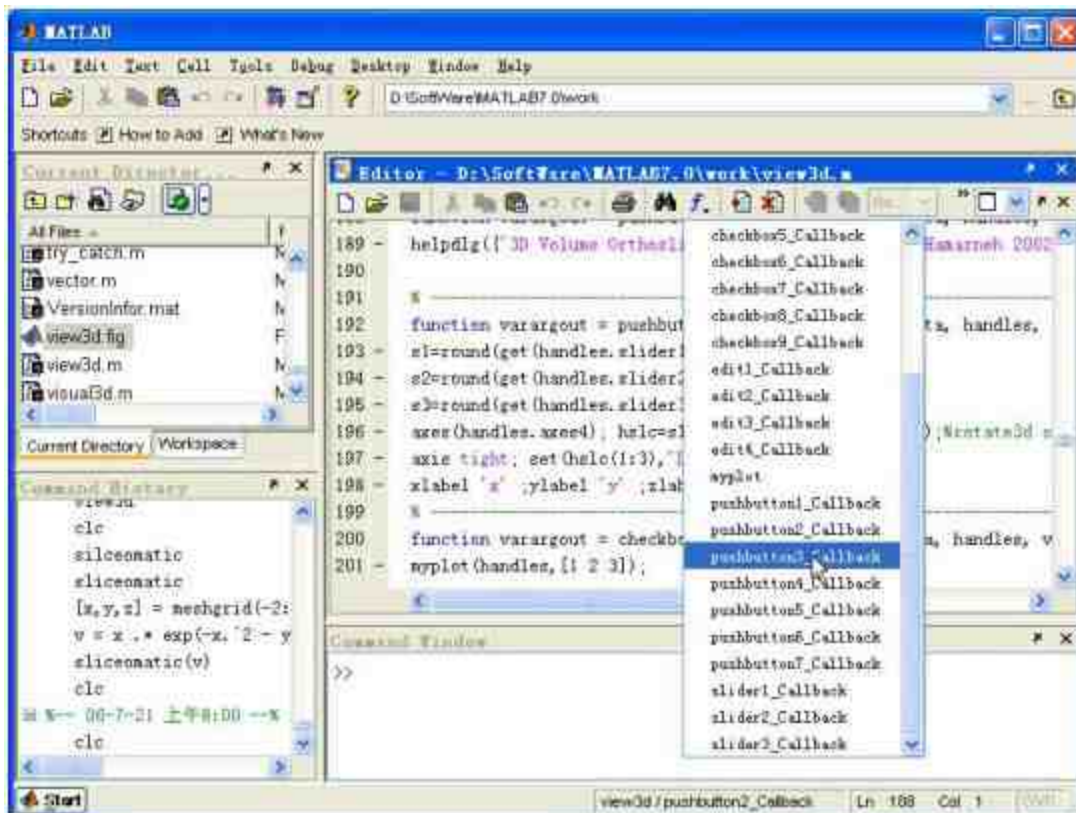 MATLAB
File Edit Text Cell Tools Debug Desktop Window Help
D:\SoftWare\MATLAB7.0\work
Shortcuts How to Add What's New
Current Director...
All Files
try_catch.m
vector.m
VersionInfor.mat
view3d.fig
view3d.m
visual3d.m
Current Directory Workspace
Command History
view3d
clc
silceomatic
sliceomatic
[x,y,z] = meshgrid(-2:
v = x .* exp(-x.^2 - y
sliceomatic(v)
clc
%-- 06-7-21 上午8:00 --%
clc
Editor - D:\SoftWare\MATLAB7.0\work\view3d.m
189 - helpdlg({'3D Volume Orthosli Hamarneh 2002
190
191 % ---
192 function varargout = pushbut ta, handles,
193 - s1=round(get(handles.slider1
194 - s2=round(get(handles.slider2
195 - s3=round(get(handles.slider3
196 - axes(handles.axes4); hslc=sl );%rotate3d
197 - axis tight; set(hslc(1:3),'
198 - xlabel 'x' ;ylabel 'y' ;zlab
199 % ---
200 function varargout = checkbo handles, v
201 - myplot(handles,[1 2 3]);
checkbox5_Callback
checkbox6_Callback
checkbox7_Callback
checkbox8_Callback
checkbox9_Callback
edit1_Callback
edit2_Callback
edit3_Callback
edit4_Callback
myplot
pushbutton1_Callback
pushbutton2_Callback
pushbutton3_Callback
pushbutton4_Callback
pushbutton5_Callback
pushbutton6_Callback
pushbutton7_Callback
slider1_Callback
slider2_Callback
slider3_Callback
Command Window
>>
Start
view3d / pushbutton2_Callback Ln 188 Col 1